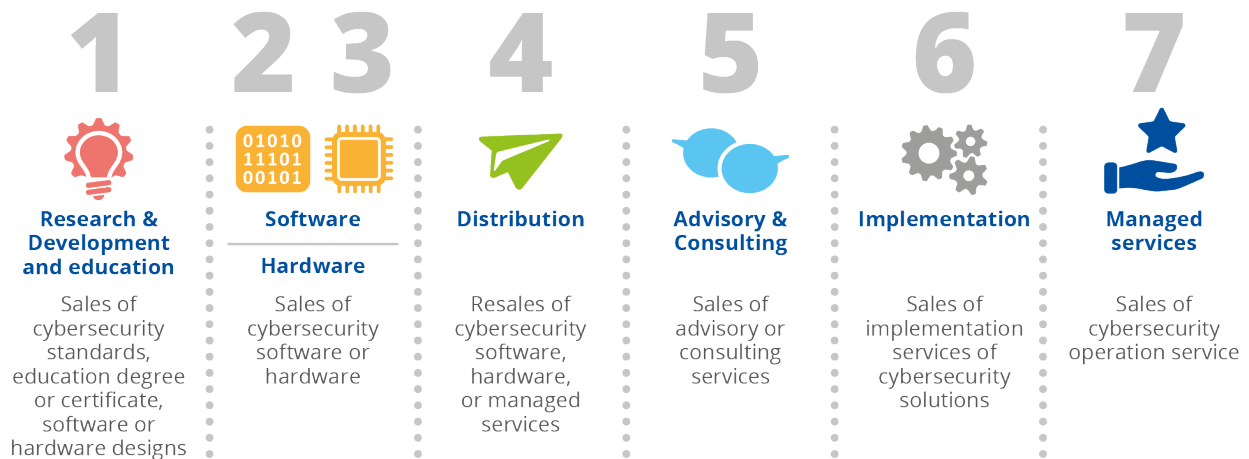 1
2 3
4
5
6
7
01010
11101
00101
Research &
Development
and education
Sales of
cybersecurity
standards,
education degree
or certificate,
software or
hardware designs
Software
Hardware
Sales of
cybersecurity
software or
hardware
Distribution
Resales of
cybersecurity
software,
hardware,
or managed
services
Advisory &
Consulting
Sales of
advisory or
consulting
services
Implementation
Sales of
implementation
services of
cybersecurity
solutions
Managed
services
Sales of
cybersecurity
operation service